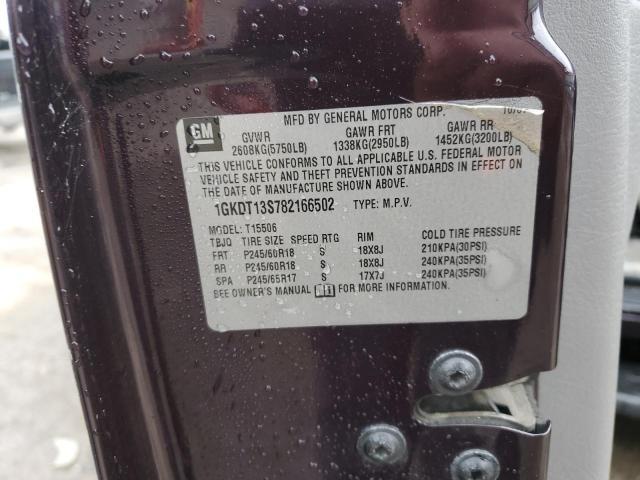 MFD BY GENERAL MOTORS CORP. 10/07
GM
GVWR GAWR FRT GAWR RR
2608KG(5750LB) 1338KG(2950LB) 1452KG(3200LB)
THIS VEHICLE CONFORMS TO ALL APPLICABLE U.S. FEDERAL MOTOR
VEHICLE SAFETY AND THEFT PREVENTION STANDARDS IN EFFECT ON
THE DATE OF MANUFACTURE SHOWN ABOVE.
1GKDT13S782166502 TYPE: M.P.V.
MODEL: T15506
TBJQ TIRE SIZE SPEED RTG RIM COLD TIRE PRESSURE
FRT P245/60R18 S 18X8J 210KPA(30PSI)
RR P245/60R18 S 18X8J 240KPA(35PSI)
SPA P245/65R17 S 17X7J 240KPA(35PSI)
SEE OWNER'S MANUAL FOR MORE INFORMATION.